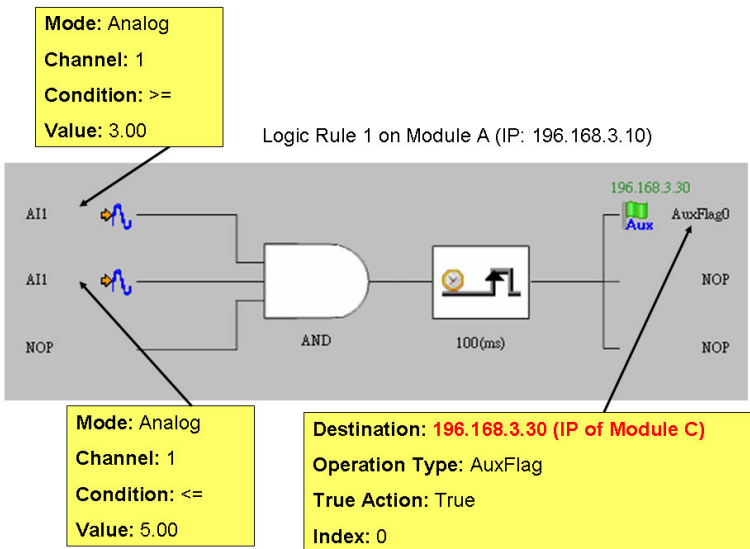 Mode: Analog
Channel: 1
Condition: >=
Value: 3.00
Logic Rule 1 on Module A (IP: 196.168.3.10)
196.168.3.30
AI1
Aux
AuxFlag0
AI1
NOP
NOP
AND
100(ms)
NOP
Mode: Analog
Channel: 1
Condition: <=
Value: 5.00
Destination: 196.168.3.30 (IP of Module C)
Operation Type: AuxFlag
True Action: True
Index: 0